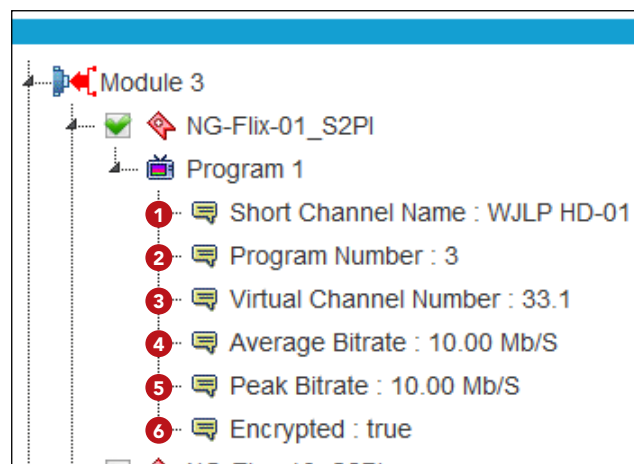 Module 3
NG-Flix-01_S2PI
Program 1
1 Short Channel Name : WJLP HD-01
2 Program Number : 3
3 Virtual Channel Number : 33.1
4 Average Bitrate : 10.00 Mb/S
5 Peak Bitrate : 10.00 Mb/S
6 Encrypted : true